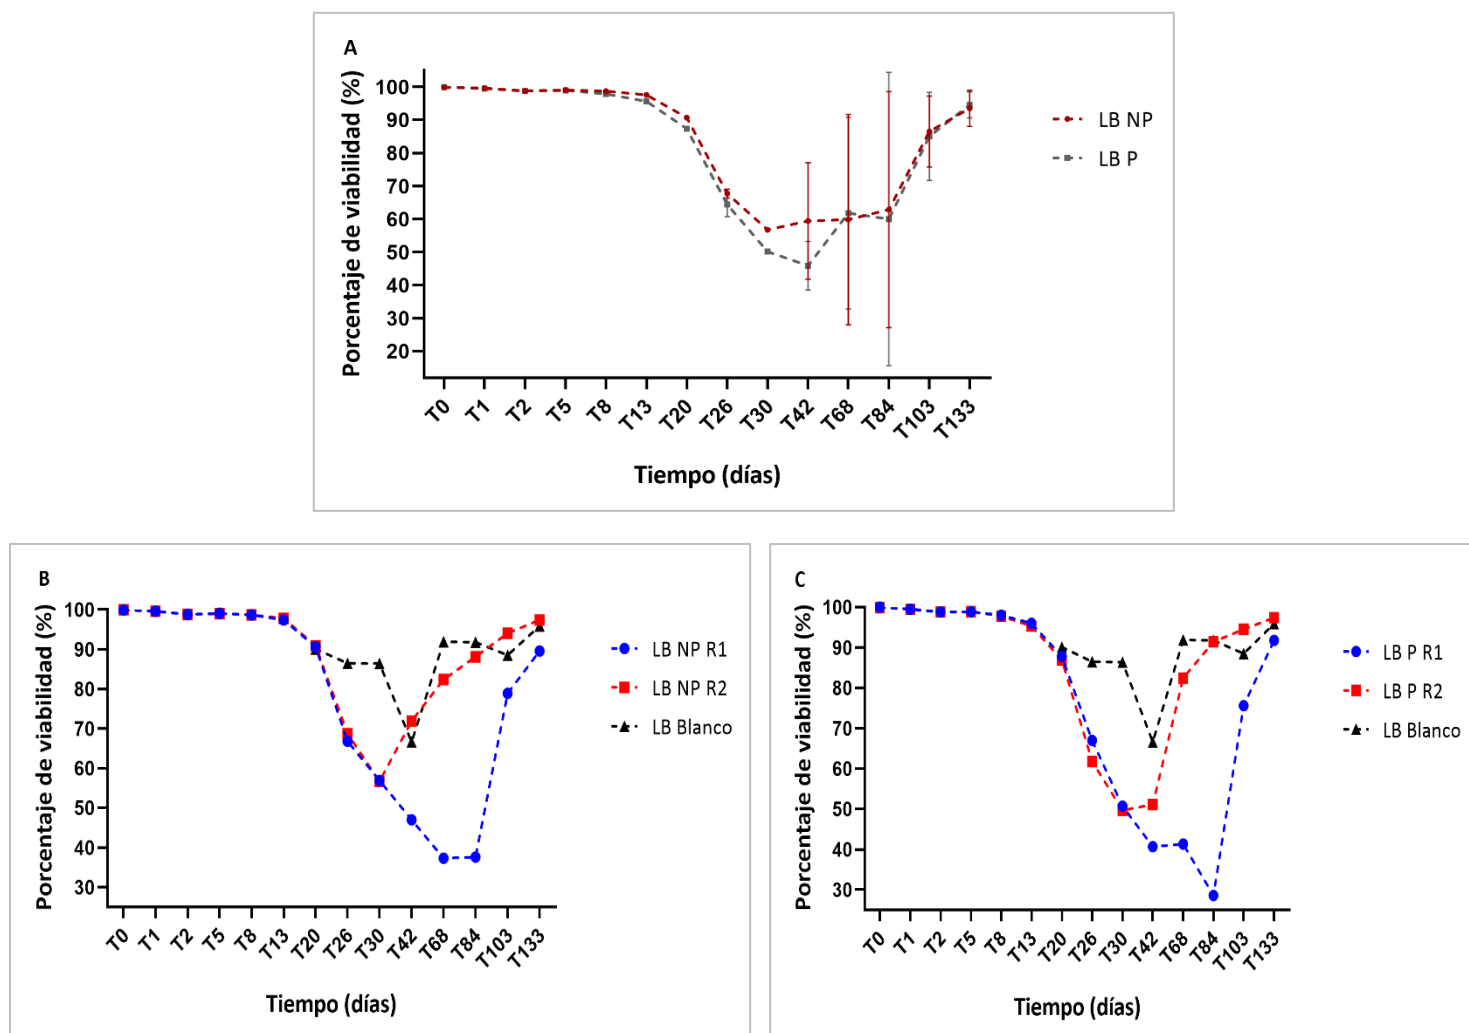 A
Porcentaje de viabilidad (%)
100
90
80
70
60
50
40
30
20
T0 T1 T2 T5 T8 T13 T20 T26 T30 T42 T68 T84 T103 T133
Tiempo (días)
LB NP
LB P
B
Porcentaje de viabilidad (%)
100
90
80
70
60
50
40
30
T0 T1 T2 T5 T8 T13 T20 T26 T30 T42 T68 T84 T103 T133
Tiempo (días)
LB NP R1
LB NP R2
LB Blanco
C
Porcentaje de viabilidad (%)
100
90
80
70
60
50
40
30
T0 T1 T2 T5 T8 T13 T20 T26 T30 T42 T68 T84 T103 T133
Tiempo (días)
LB P R1
LB P R2
LB Blanco